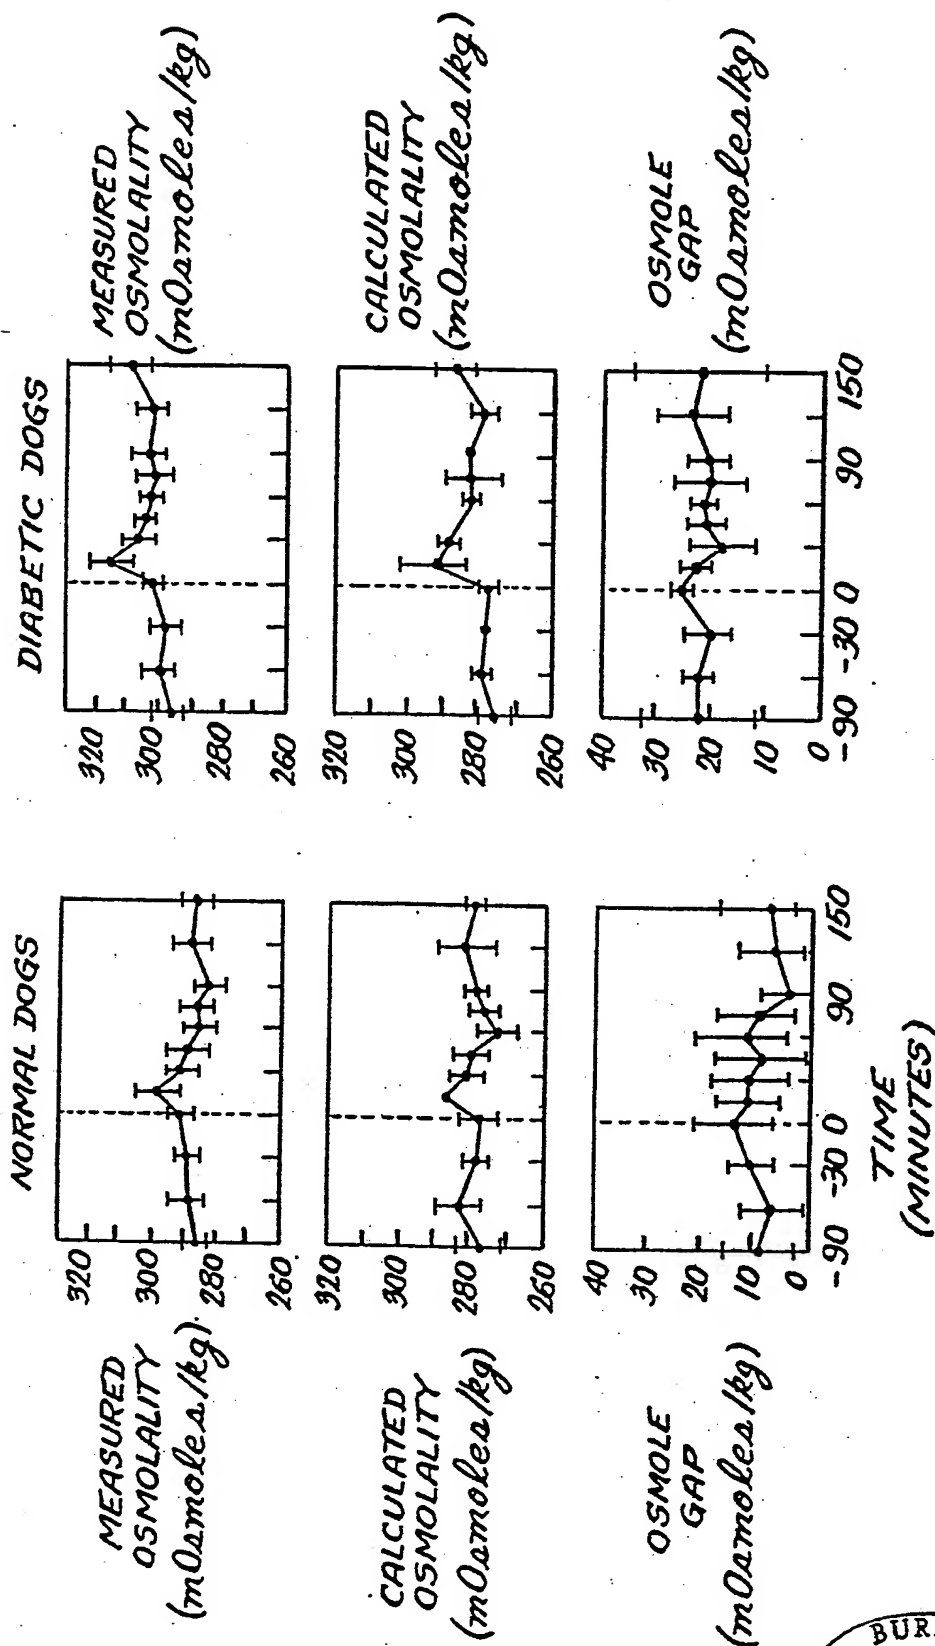 NORMAL DOGS
DIABETIC DOGS
MEASURED
OSMOLALITY
(mOsmoles/kg)
320
300
280
260
320
300
260
MEASURED
OSMOLALITY
(mOsmoles/kg)
CALCULATED
OSMOLALITY
(mOsmoles/kg)
320
300
280
260
320
300
280
260
CALCULATED
OSMOLALITY
(mOsmoles/kg)
OSMOLE
GAP
(mOsmoles/kg)
40
30
20
10
0
40
30
20
10
0
OSMOLE
GAP
(mOsmoles/kg)
-90 -30 0 90 150
-90 -30 0 90 150
TIME
(MINUTES)